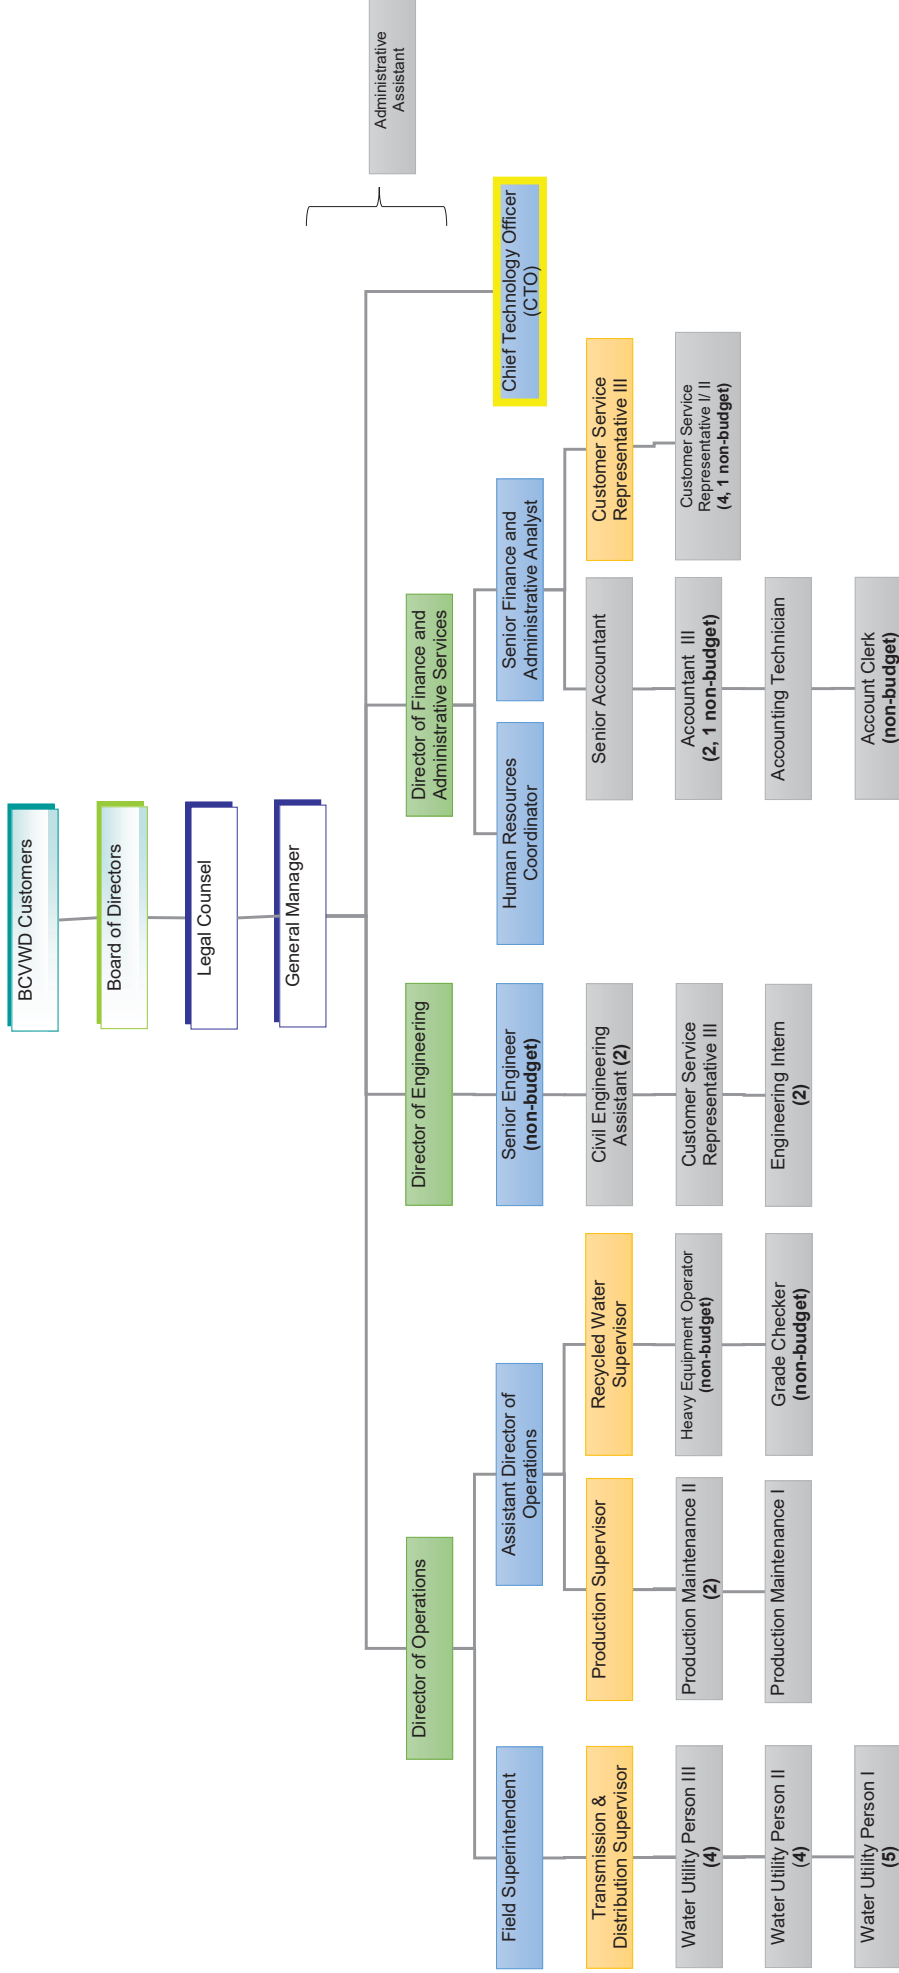 BCVWD Customers
Board of Directors
Legal Counsel
General Manager
Administrative
Assistant
Director of Operations
Director of Engineering
Director of Finance and
Administrative Services
Field Superintendent
Assistant Director of
Operations
Senior Engineer
(non-budget)
Human Resources
Coordinator
Senior Finance and
Administrative Analyst
Chief Technology Officer
(CTO)
Transmission &
Distribution Supervisor
Production Supervisor
Recycled Water
Supervisor
Civil Engineering
Assistant (2)
Senior Accountant
Customer Service
Representative III
Water Utility Person III
(4)
Production Maintenance II
(2)
Heavy Equipment Operator
(non-budget)
Customer Service
Representative III
Accountant III
(2, 1 non-budget)
Customer Service
Representative I/ II
(4, 1 non-budget)
Water Utility Person II
(4)
Production Maintenance I
Grade Checker
(non-budget)
Engineering Intern
(2)
Accounting Technician
Water Utility Person I
(5)
Account Clerk
(non-budget)